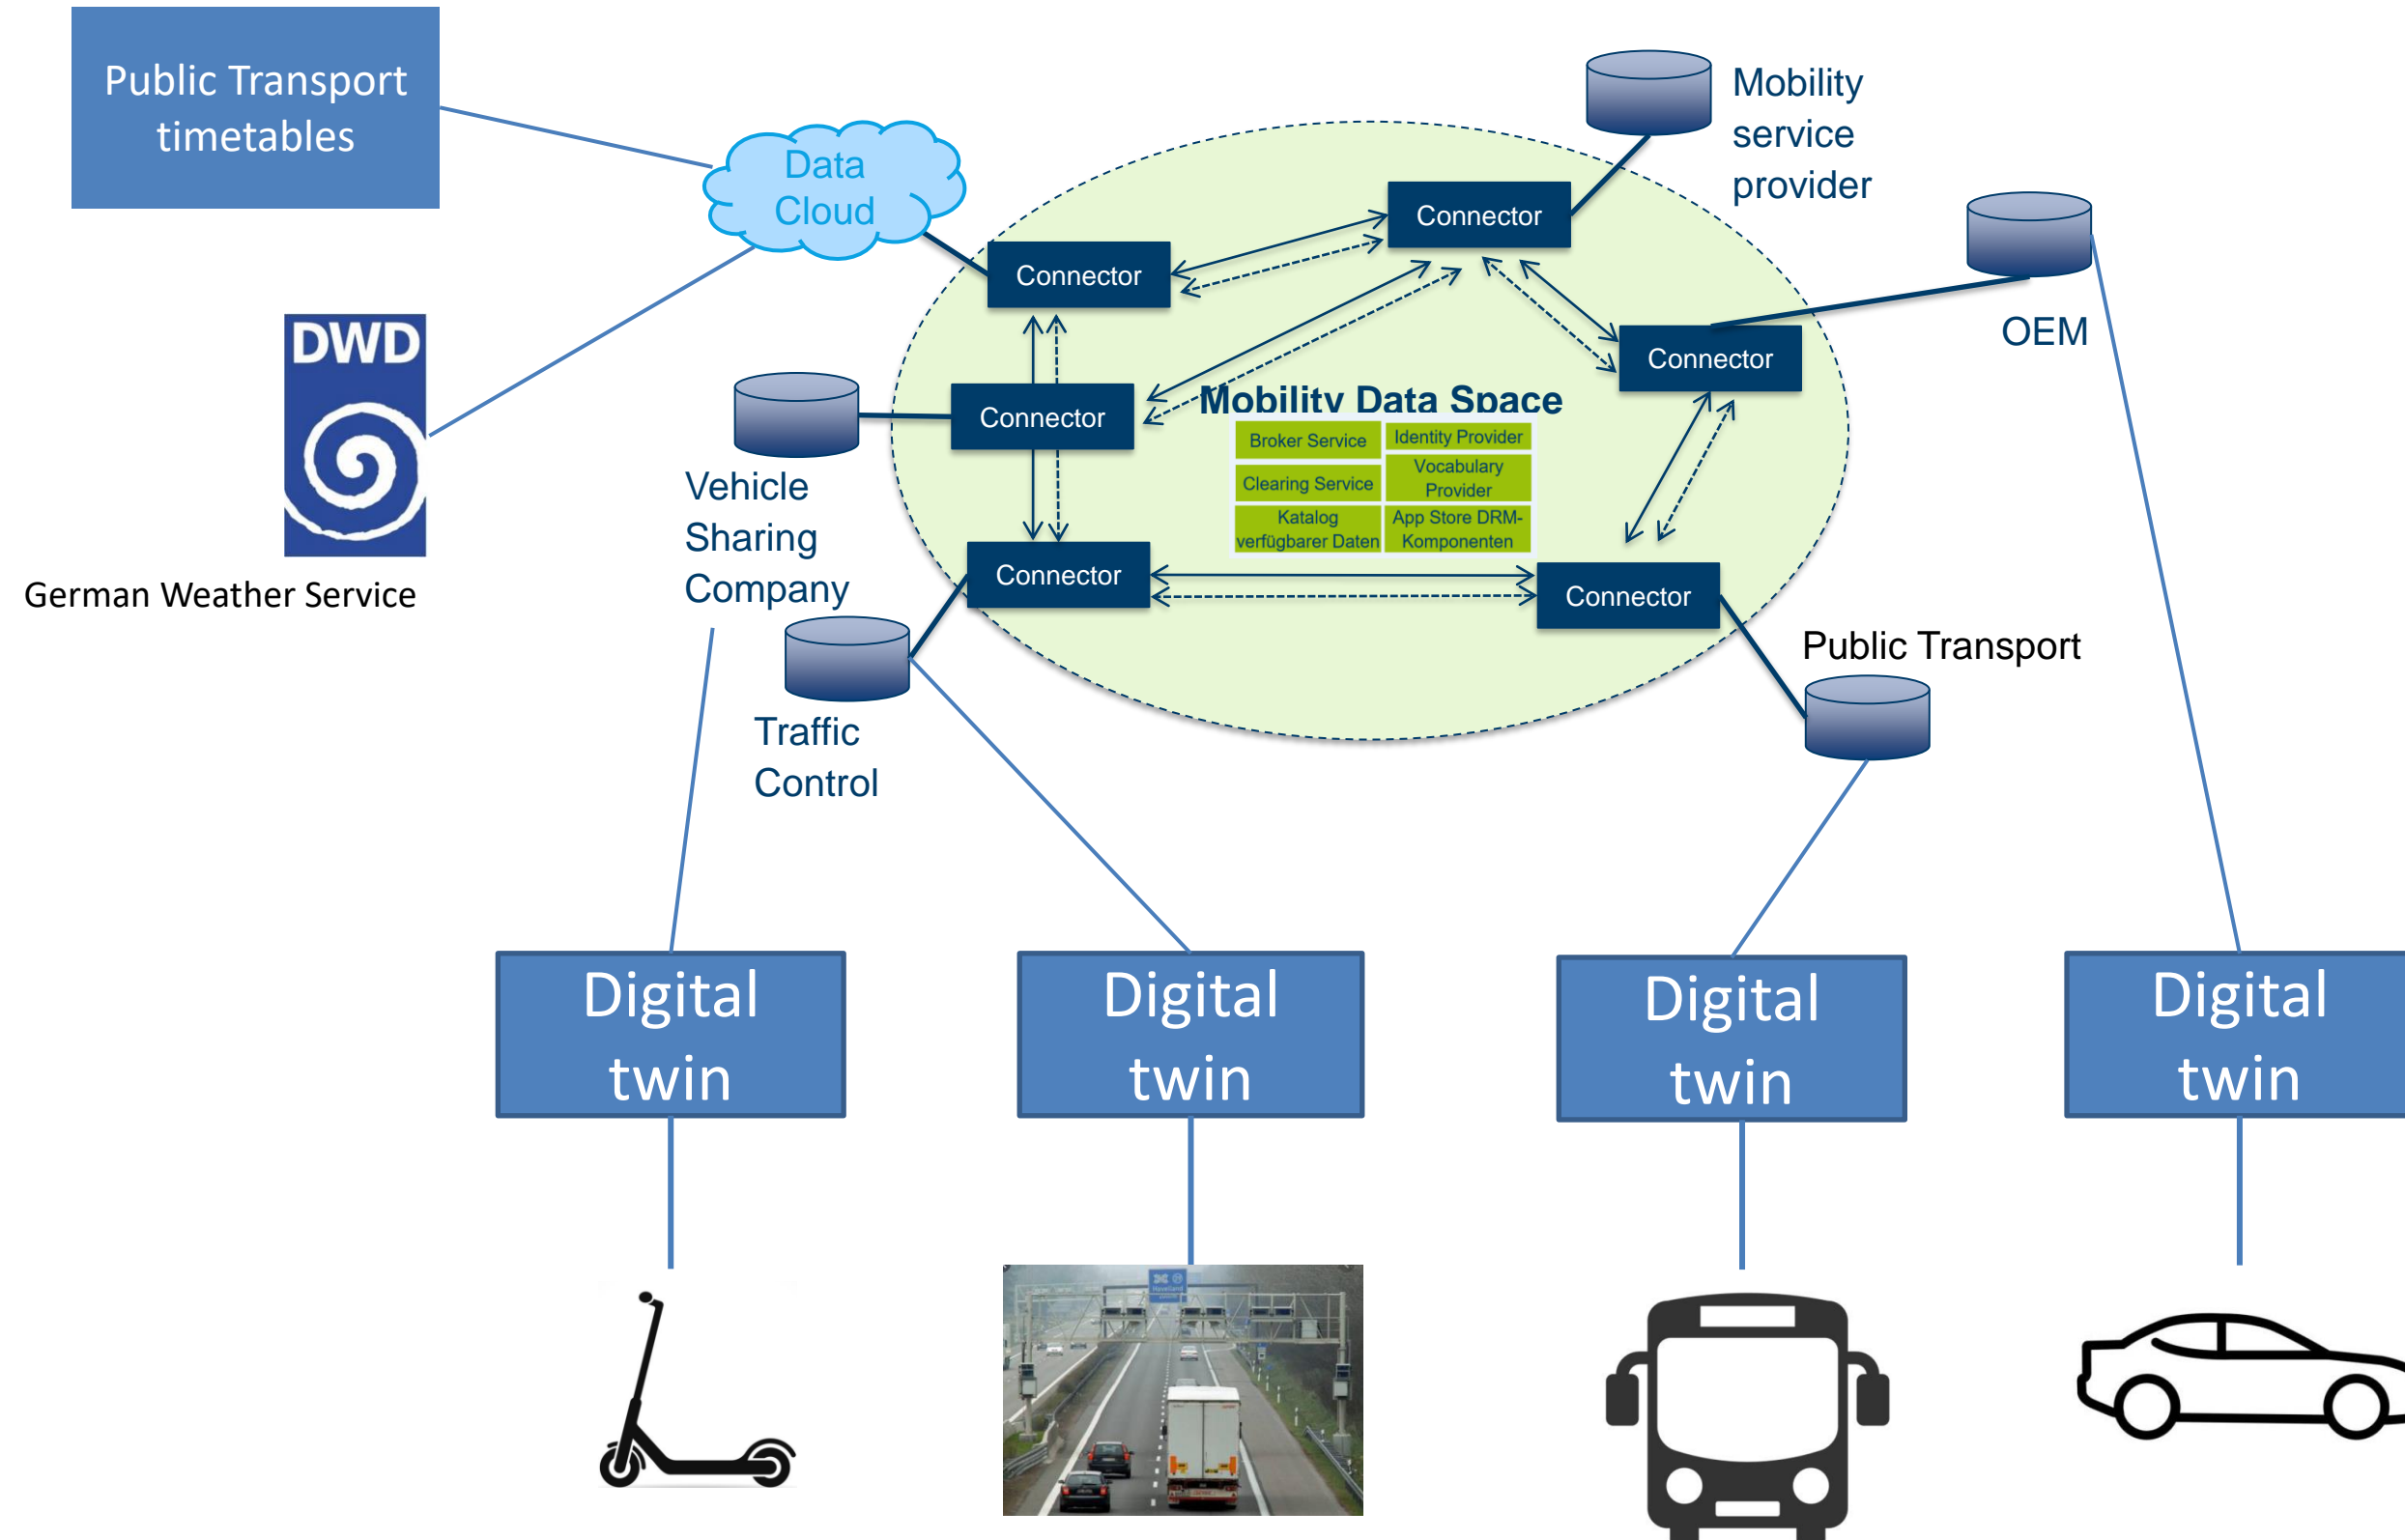 Public Transport
timetables
Data
Cloud
Mobility
service
provider
Connector
Connector
OEM
DWD
Connector
Connector
Mobility Data Space
Broker Service
Identity Provider
Clearing Service
Vocabulary
Provider
Katalog
verfügbarer Daten
App Store DRM-
Komponenten
Vehicle
Sharing
Company
German Weather Service
Connector
Connector
Public Transport
Traffic
Control
Digital
twin
Digital
twin
Digital
twin
Digital
twin
Havelland